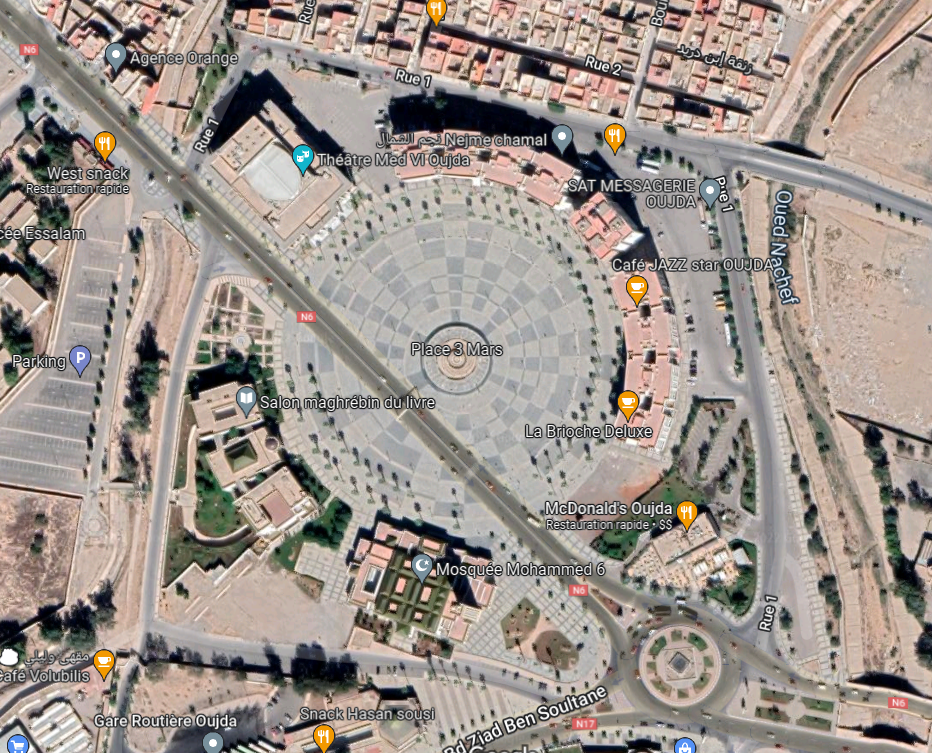 N6
Agence Orange
Rue
Bou
Rue 1
Rue 2
زنقة إبن دريد
Rue 1
نجم الشمال Nejme chamal
Théâtre Med VI Oujda
West snack
Restauration rapide
SAT MESSAGERIE
OUJDA
Rue 1
Oued Nachef
cée Essalam
Café JAZZ star OUJDA
N6
Place 3 Mars
Parking
P
Salon maghrébin du livre
La Brioche Deluxe
McDonald's Oujda
Restauration rapide • $$
Mosquée Mohammed 6
N6
Rue 1
مقهى وليلي
Café Volubilis
Gare Routière Oujda
Snack Hasan sousi
Bd Ziad Ben Soultane
N17
N6
Google